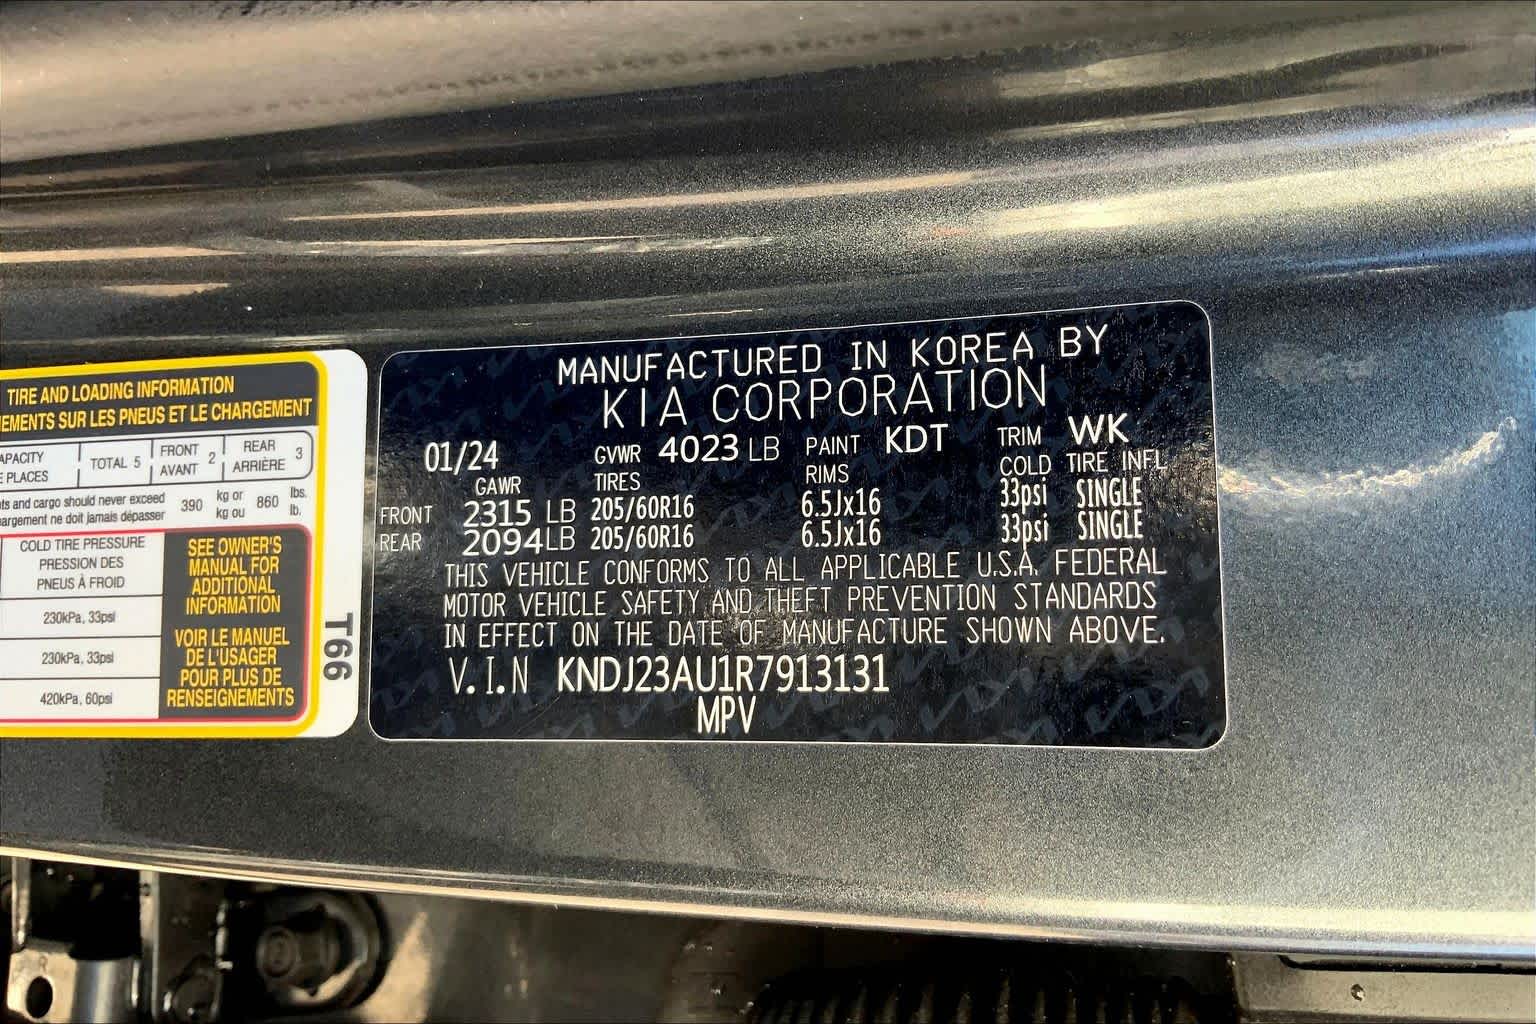 TIRE AND LOADING INFORMATION
NEMENTS SUR LES PNEUS ET LE CHARGEMENT
APACITY
E PLACES
TOTAL 5
FRONT
AVANT 2
REAR
ARRIÈRE 3
nts and cargo should never exceed
argement ne doit jamais dépasser
390
kg or
kg ou
860
lbs.
lb.
COLD TIRE PRESSURE
PRESSION DES
PNEUS À FROID
230kPa, 33psi
230kPa, 33psi
420kPa, 60psi
SEE OWNER'S
MANUAL FOR
ADDITIONAL
INFORMATION
VOIR LE MANUEL
DE L'USAGER
POUR PLUS DE
RENSEIGNEMENTS
T66
MANUFACTURED IN KOREA BY
KIA CORPORATION
01/24 GVWR 4023 LB PAINT KDT TRIM WK
GAWR TIRES RIMS COLD TIRE INFL
FRONT 2315 LB 205/60R16 6.5Jx16 33psi SINGLE
REAR 2094LB 205/60R16 6.5Jx16 33psi SINGLE
THIS VEHICLE CONFORMS TO ALL APPLICABLE U.S.A. FEDERAL
MOTOR VEHICLE SAFETY AND THEFT PREVENTION STANDARDS
IN EFFECT ON THE DATE OF MANUFACTURE SHOWN ABOVE.
V.I.N KNDJ23AU1R7913131
MPV